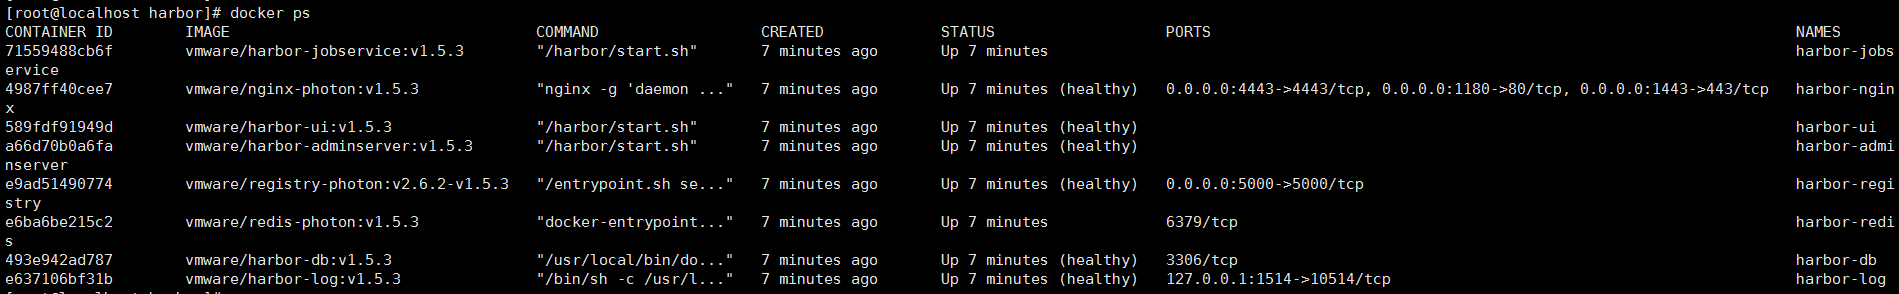 [root@localhost harbor]# docker ps
CONTAINER ID        IMAGE                                  COMMAND                  CREATED             STATUS                   PORTS                                                                NAMES
71559488cb6f        vmware/harbor-jobservice:v1.5.3        "/harbor/start.sh"       7 minutes ago       Up 7 minutes                                                                                  harbor-jobs
ervice
4987ff40cee7        vmware/nginx-photon:v1.5.3             "nginx -g 'daemon ..."   7 minutes ago       Up 7 minutes (healthy)   0.0.0.0:4443->4443/tcp, 0.0.0.0:1180->80/tcp, 0.0.0.0:1443->443/tcp   harbor-ngin
x
589fdf91949d        vmware/harbor-ui:v1.5.3                "/harbor/start.sh"       7 minutes ago       Up 7 minutes (healthy)                                                                        harbor-ui
a66d70b0a6fa        vmware/harbor-adminserver:v1.5.3       "/harbor/start.sh"       7 minutes ago       Up 7 minutes (healthy)                                                                        harbor-admi
nserver
e9ad51490774        vmware/registry-photon:v2.6.2-v1.5.3   "/entrypoint.sh se..."   7 minutes ago       Up 7 minutes (healthy)   0.0.0.0:5000->5000/tcp                                               harbor-regi
stry
e6ba6be215c2        vmware/redis-photon:v1.5.3             "docker-entrypoint..."   7 minutes ago       Up 7 minutes             6379/tcp                                                             harbor-redi
s
493e942ad787        vmware/harbor-db:v1.5.3                "/usr/local/bin/do..."   7 minutes ago       Up 7 minutes (healthy)   3306/tcp                                                             harbor-db
e637106bf31b        vmware/harbor-log:v1.5.3               "/bin/sh -c /usr/l..."   7 minutes ago       Up 7 minutes (healthy)   127.0.0.1:1514->10514/tcp                                            harbor-log